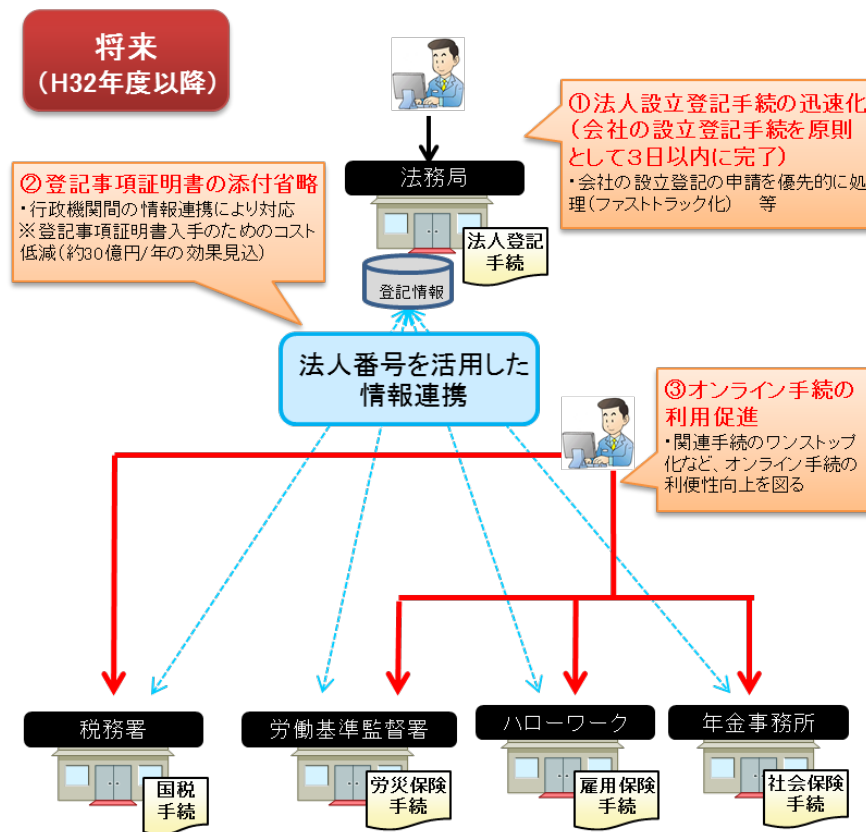 将来
(H32年度以降)
①法人設立登記手続の迅速化
(会社の設立登記手続を原則
として3日以内に完了)
・会社の設立登記の申請を優先的に処
理(ファストトラック化) 等
②登記事項証明書の添付省略
・行政機関間の情報連携により対応
※登記事項証明書入手のためのコスト
低減(約30億円/年の効果見込)
法務局
法人登記
手続
登記情報
法人番号を活用した
情報連携
③オンライン手続の
利用促進
・関連手続のワンストップ
化など、オンライン手続の
利便性向上を図る
税務署
国税
手続
労働基準監督署
労災保険
手続
ハローワーク
雇用保険
手続
年金事務所
社会保険
手続